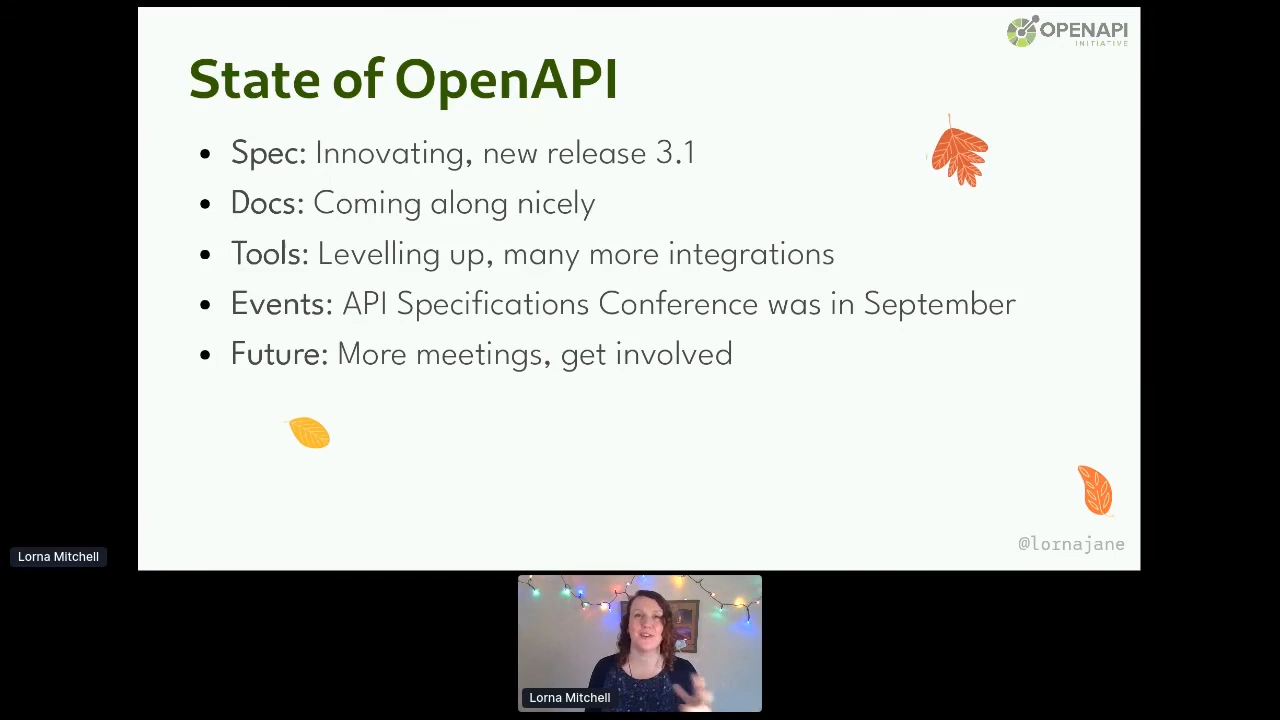 OPENAPI
INITIATIVE
State of OpenAPI
Spec: Innovating, new release 3.1
Docs: Coming along nicely
Tools: Levelling up, many more integrations
Events: API Specifications Conference was in September
Future: More meetings, get involved
@lornajane
Lorna Mitchell
Lorna Mitchell